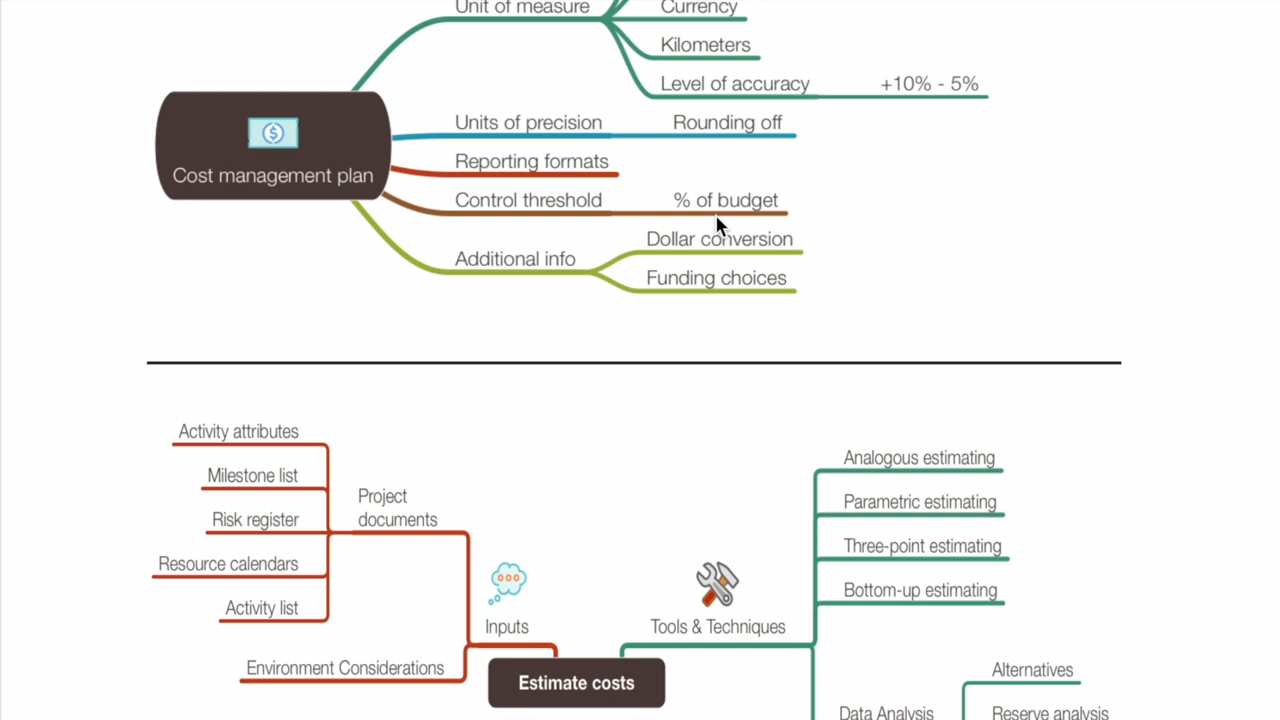 Unit of measure
Currency
Kilometers
Level of accuracy
+10% - 5%
Cost management plan
Units of precision
Rounding off
Reporting formats
Control threshold
% of budget
Additional info
Dollar conversion
Funding choices
Activity attributes
Milestone list
Risk register
Resource calendars
Activity list
Project
documents
Inputs
Environment Considerations
Estimate costs
Tools & Techniques
Analogous estimating
Parametric estimating
Three-point estimating
Bottom-up estimating
Data Analysis
Alternatives
Reserve analysis